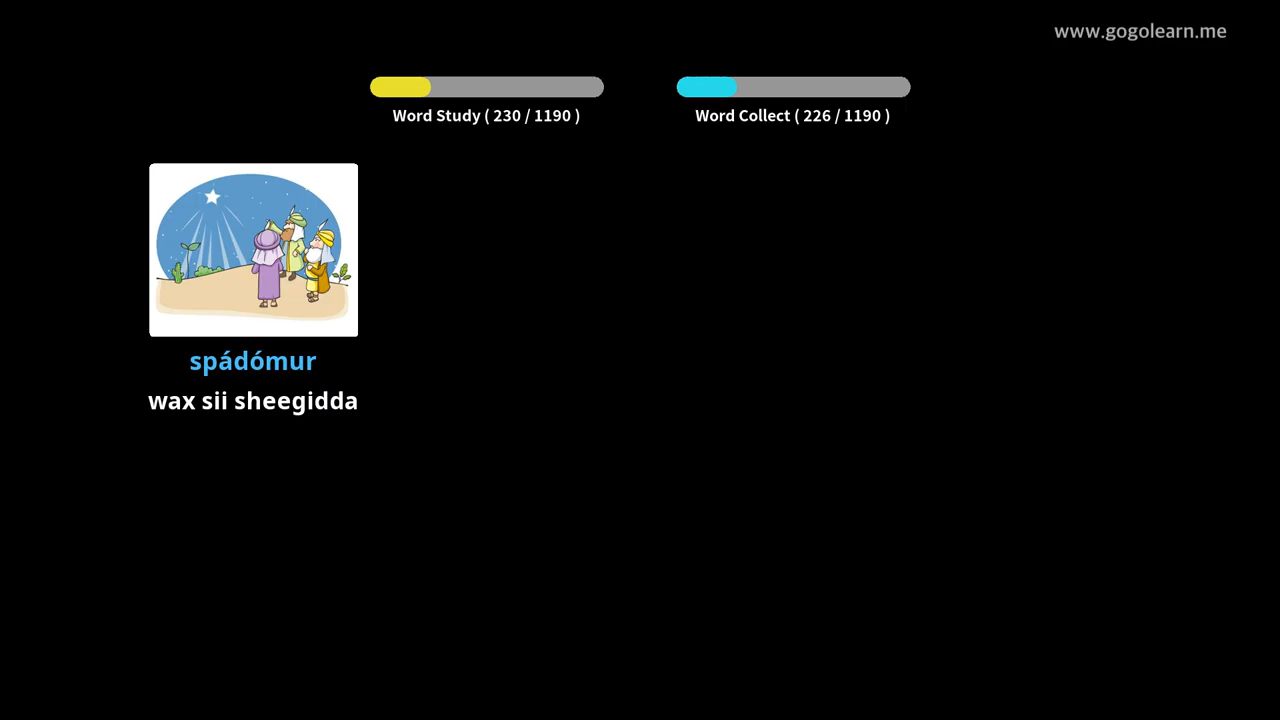 www.gogolearn.me
Word Study ( 230 / 1190 )
Word Collect ( 226 / 1190 )
spádómur
wax sii sheegidda